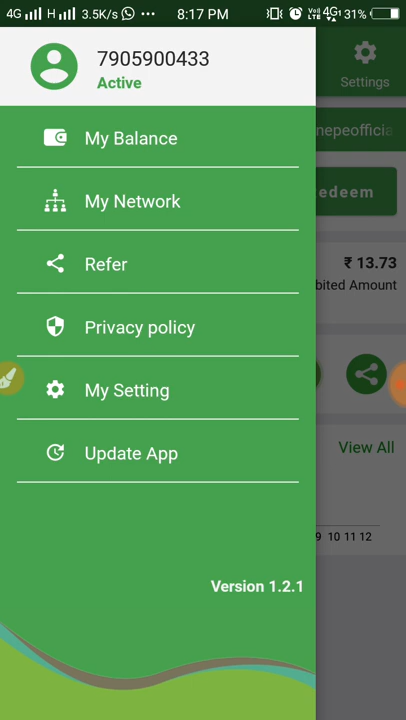 4G H 3.5K/s ... 8:17 PM 4G 31%
7905900433
Active
Settings
My Balance
nepeofficia
My Network
edeem
Refer
₹ 13.73
bited Amount
Privacy policy
My Setting
View All
Update App
9 10 11 12
Version 1.2.1